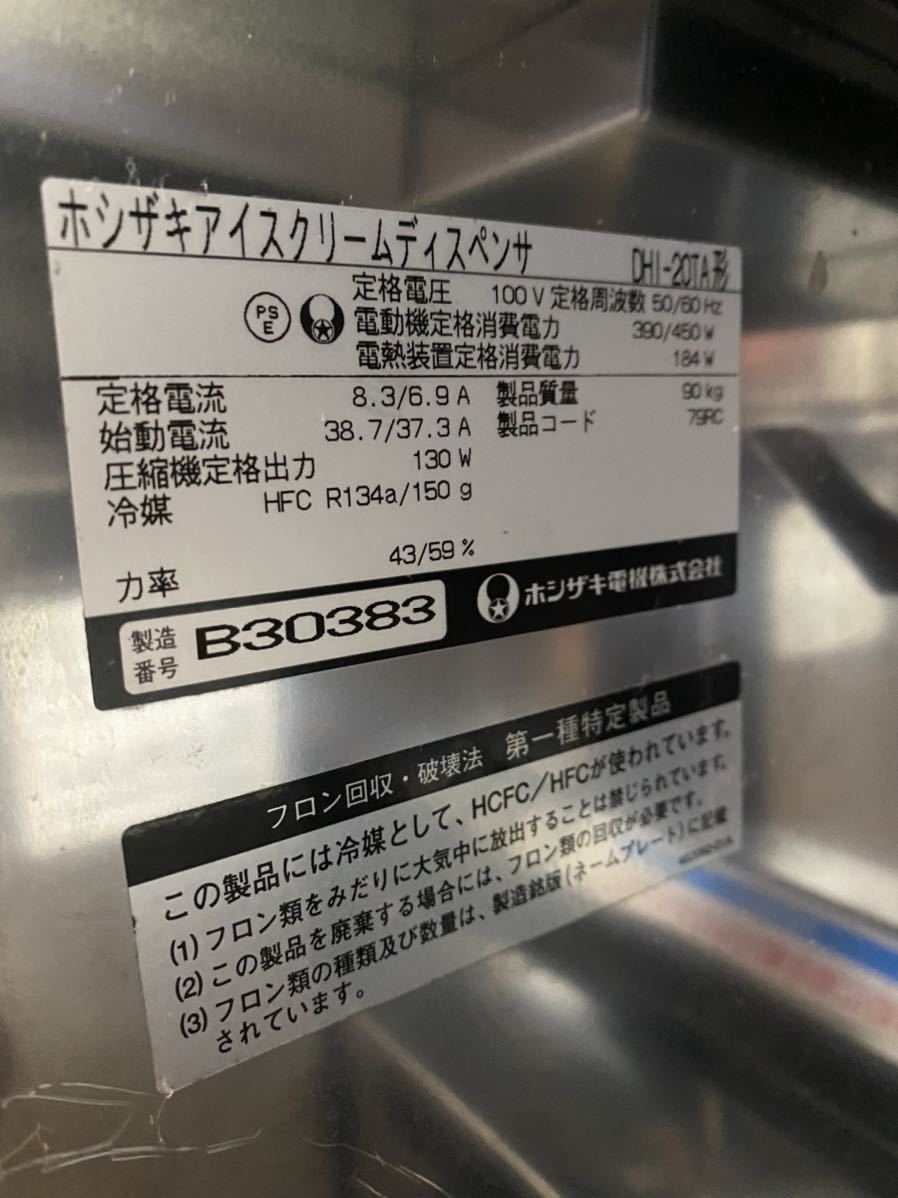 ホシザキアイスクリームディスペンサ DHI-20TA形
PS E
定格電圧 100V 定格周波数 50/60 Hz
電動機定格消費電力 390/450 W
電熱装置定格消費電力 184 W
定格電流 8.3/6.9 A 製品質量 90 kg
始動電流 38.7/37.3 A 製品コード 79RC
圧縮機定格出力 130 W
冷媒 HFC R134a/150 g
力率 43/59 %
製造番号 B30383 ホシザキ電機株式会社
フロン回収・破壊法 第一種特定製品
この製品には冷媒として、HCFC/HFCが使われています。
(1) フロン類をみだりに大気中に放出することは禁じられています。
(2) この製品を廃棄する場合には、フロン類の回収が必要です。
(3) フロン類の種類及び数量は、製造銘版(ネームプレート)に記載
されています。